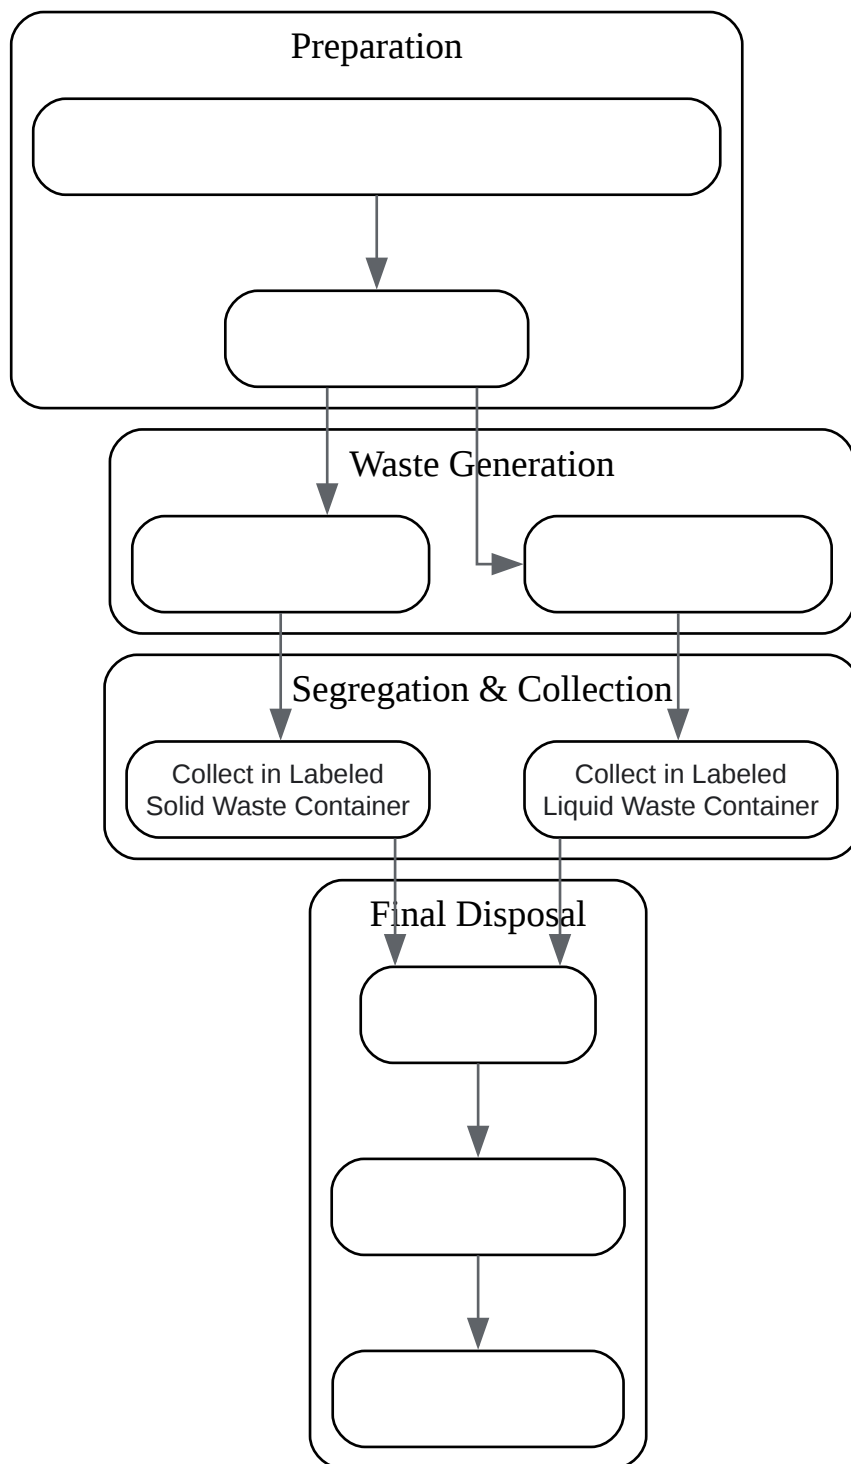 Preparation
Waste Generation
Segregation & Collection
Collect in Labeled
Solid Waste Container
Collect in Labeled
Liquid Waste Container
Final Disposal